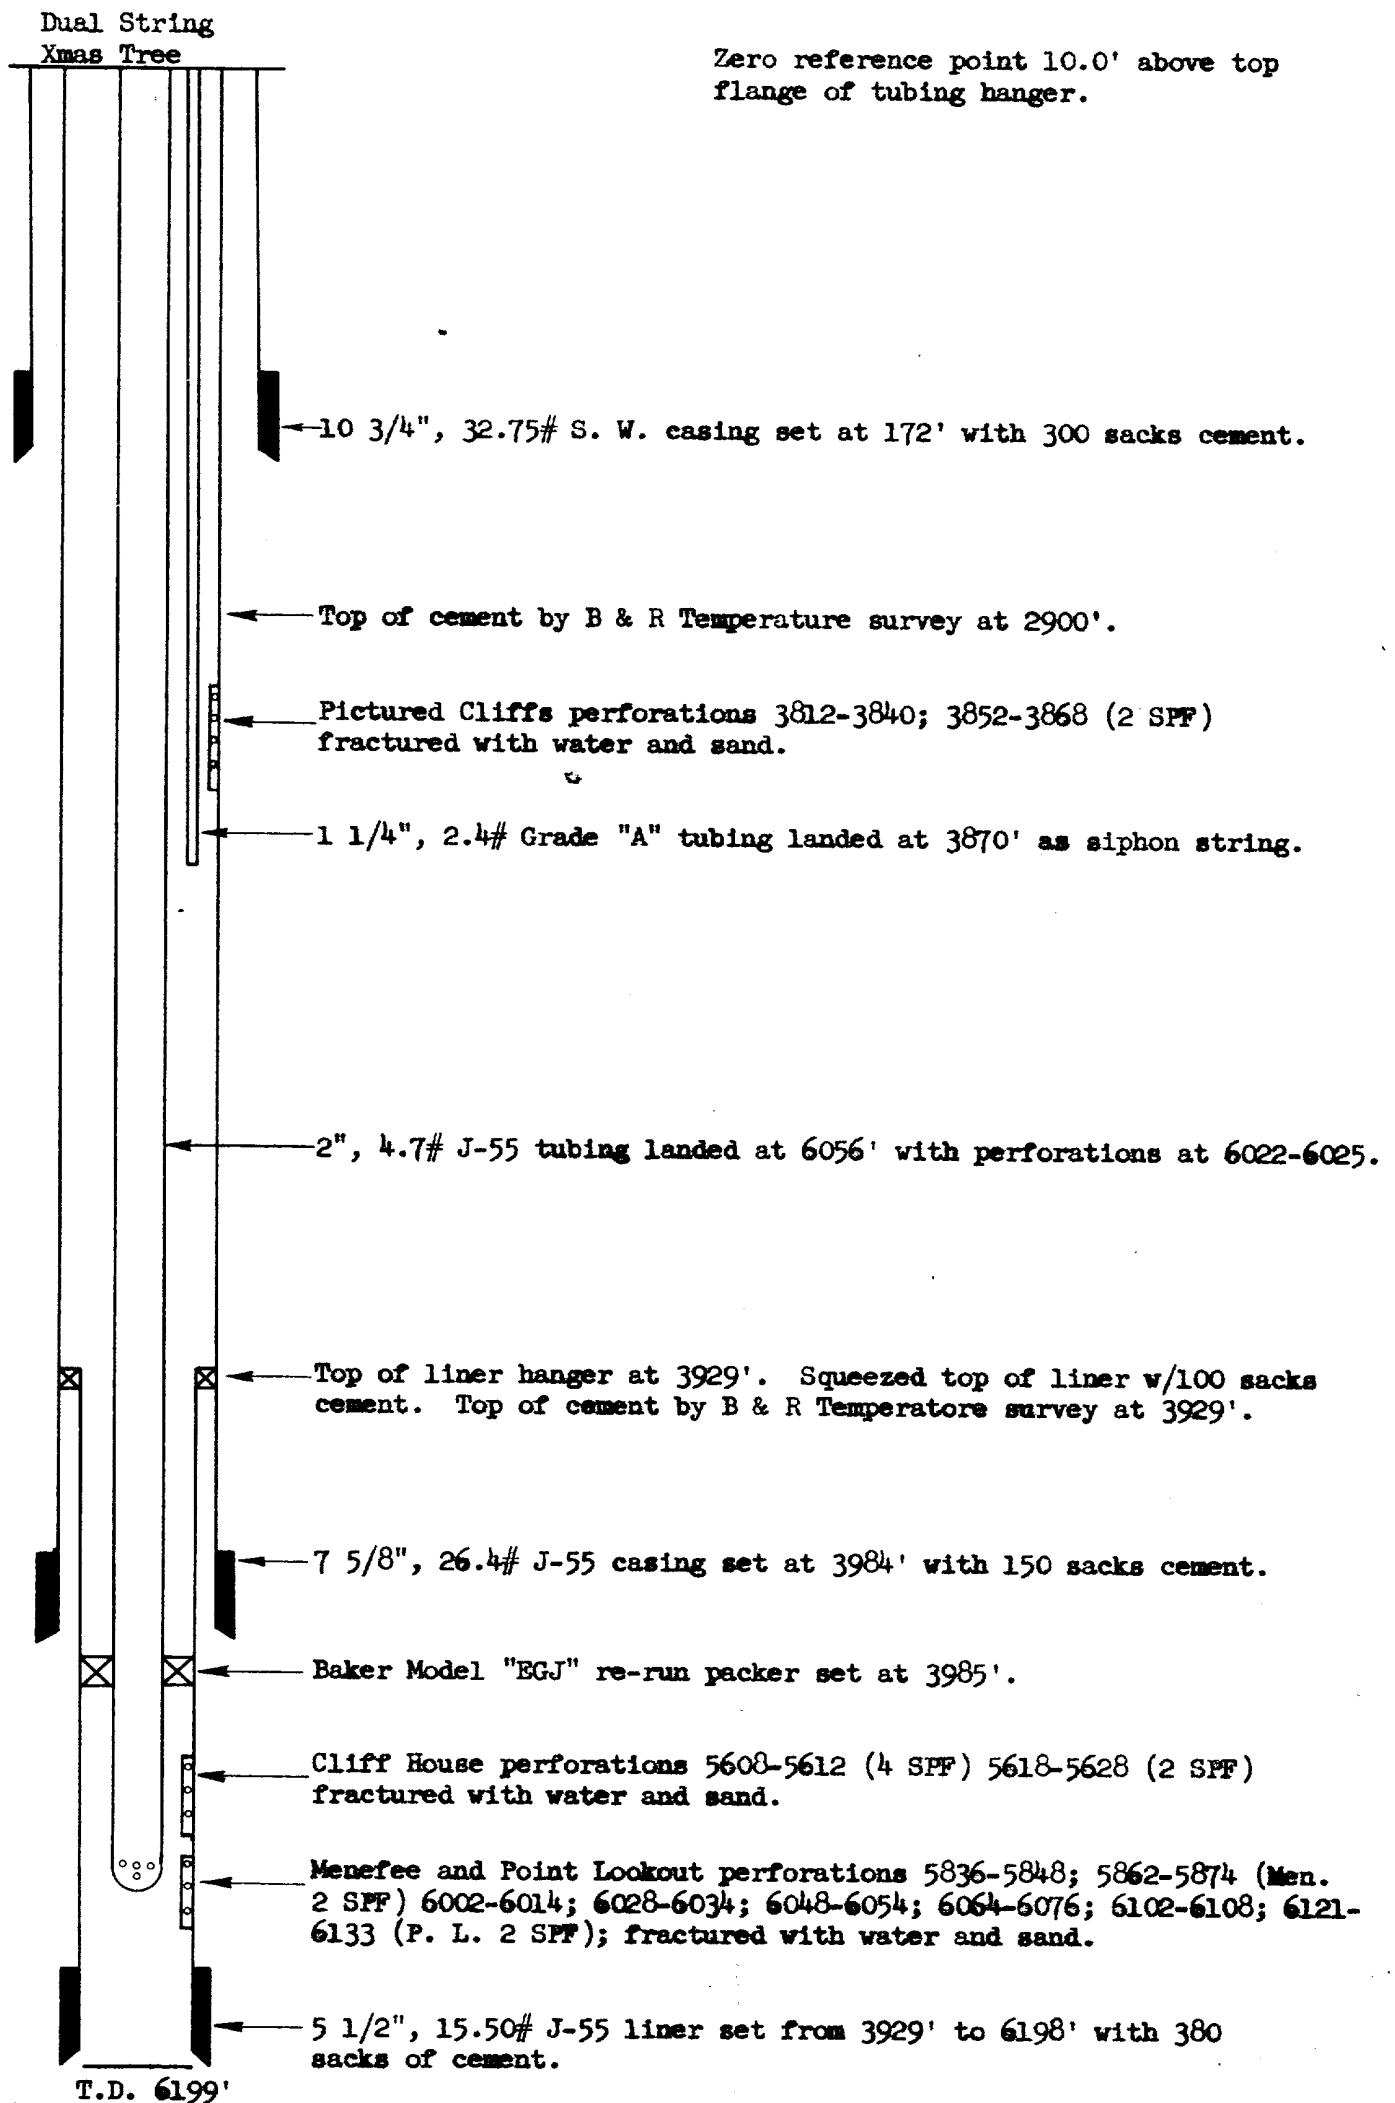 Dual String
Xmas Tree
Zero reference point 10.0' above top
flange of tubing hanger.
10 3/4", 32.75# S. W. casing set at 172' with 300 sacks cement.
Top of cement by B & R Temperature survey at 2900'.
Pictured Cliffs perforations 3812-3840; 3852-3868 (2 SPF)
fractured with water and sand.
1 1/4", 2.4# Grade "A" tubing landed at 3870' as siphon string.
2", 4.7# J-55 tubing landed at 6056' with perforations at 6022-6025.
Top of liner hanger at 3929'. Squeezed top of liner w/100 sacks
cement. Top of cement by B & R Temperatore survey at 3929'.
7 5/8", 26.4# J-55 casing set at 3984' with 150 sacks cement.
Baker Model "EGJ" re-run packer set at 3985'.
Cliff House perforations 5608-5612 (4 SPF) 5618-5628 (2 SPF)
fractured with water and sand.
Menefee and Point Lookout perforations 5836-5848; 5862-5874 (Men.
2 SPF) 6002-6014; 6028-6034; 6048-6054; 6064-6076; 6102-6108; 6121-
6133 (P. L. 2 SPF); fractured with water and sand.
5 1/2", 15.50# J-55 liner set from 3929' to 6198' with 380
sacks of cement.
T.D. 6199'